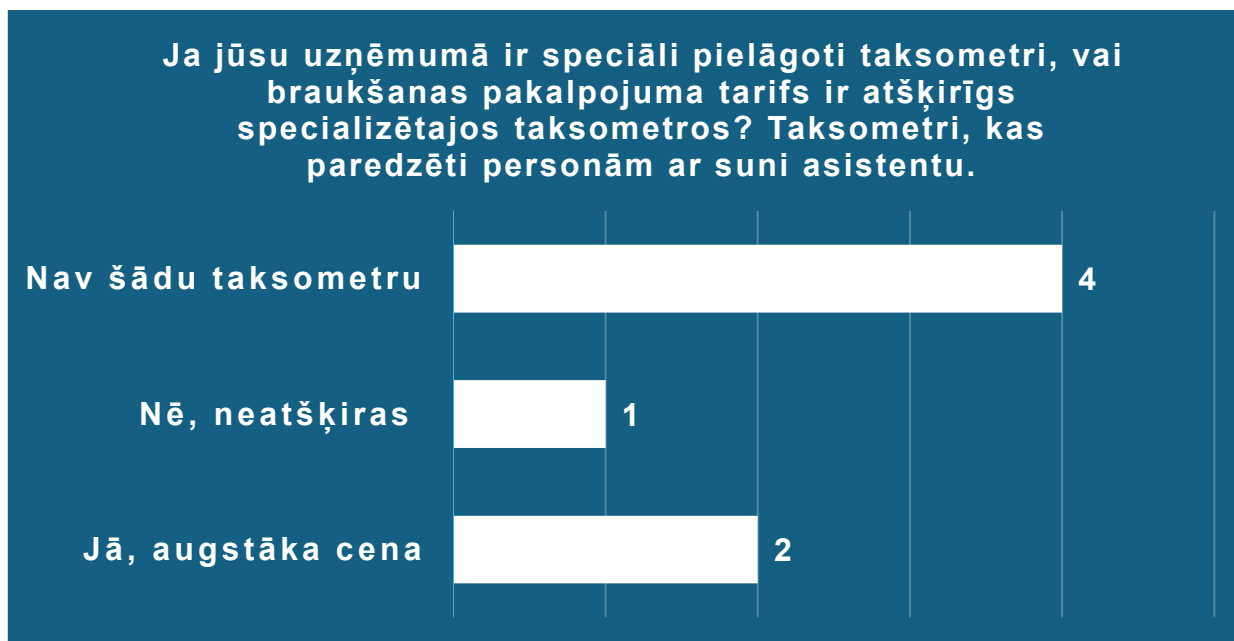 Ja jūsu uzņēmumā ir speciāli pielāgoti taksometri, vai
braukšanas pakalpojuma tarifs ir atšķirīgs
specializētajos taksometros? Taksometri, kas
paredzēti personām ar suni asistentu.
Nav šādu taksometru
4
Nē, neatšķiras
1
Jā, augstāka cena
2